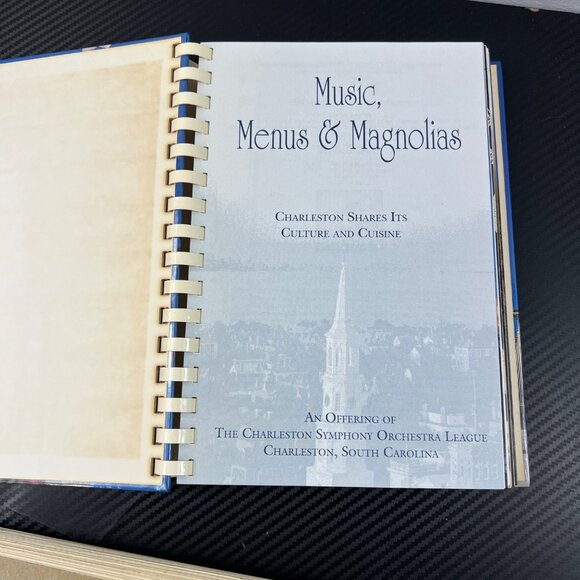 Music,
Menus & Magnolias
Charleston Shares Its
Culture and Cuisine
An Offering of
The Charleston Symphony Orchestra League
Charleston, South Carolina